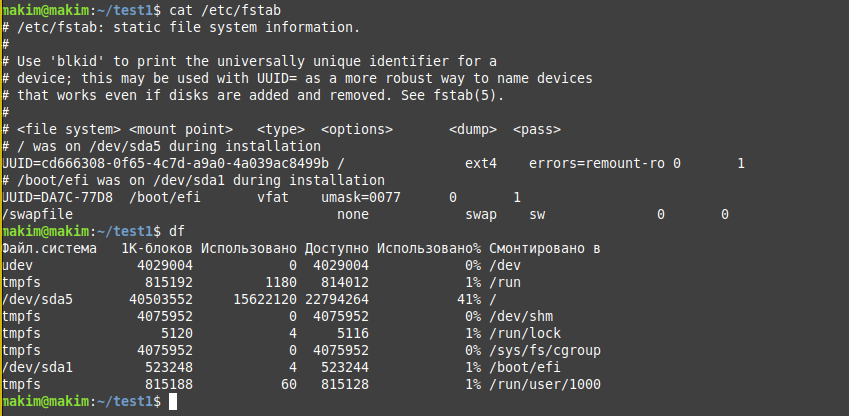 makim@makim:~/test1$ cat /etc/fstab
# /etc/fstab: static file system information.
#
# Use 'blkid' to print the universally unique identifier for a
# device; this may be used with UUID= as a more robust way to name devices
# that works even if disks are added and removed. See fstab(5).
#
# <file system> <mount point>   <type>  <options>       <dump>  <pass>
# / was on /dev/sda5 during installation
UUID=cd666308-0f65-4c7d-a9a0-4a039ac8499b /               ext4    errors=remount-ro 0       1
# /boot/efi was on /dev/sda1 during installation
UUID=DA7C-77D8  /boot/efi       vfat    umask=0077      0       1
/swapfile                                 none            swap    sw              0       0
makim@makim:~/test1$ df
Файл.система   1K-блоков Использовано Доступно Использовано% Смонтировано в
udev             4029004            0  4029004            0% /dev
tmpfs             815192         1180   814012            1% /run
/dev/sda5       40503552     15622120 22794264           41% /
tmpfs            4075952            0  4075952            0% /dev/shm
tmpfs               5120            4     5116            1% /run/lock
tmpfs            4075952            0  4075952            0% /sys/fs/cgroup
/dev/sda1         523248            4   523244            1% /boot/efi
tmpfs             815188           60   815128            1% /run/user/1000
makim@makim:~/test1$